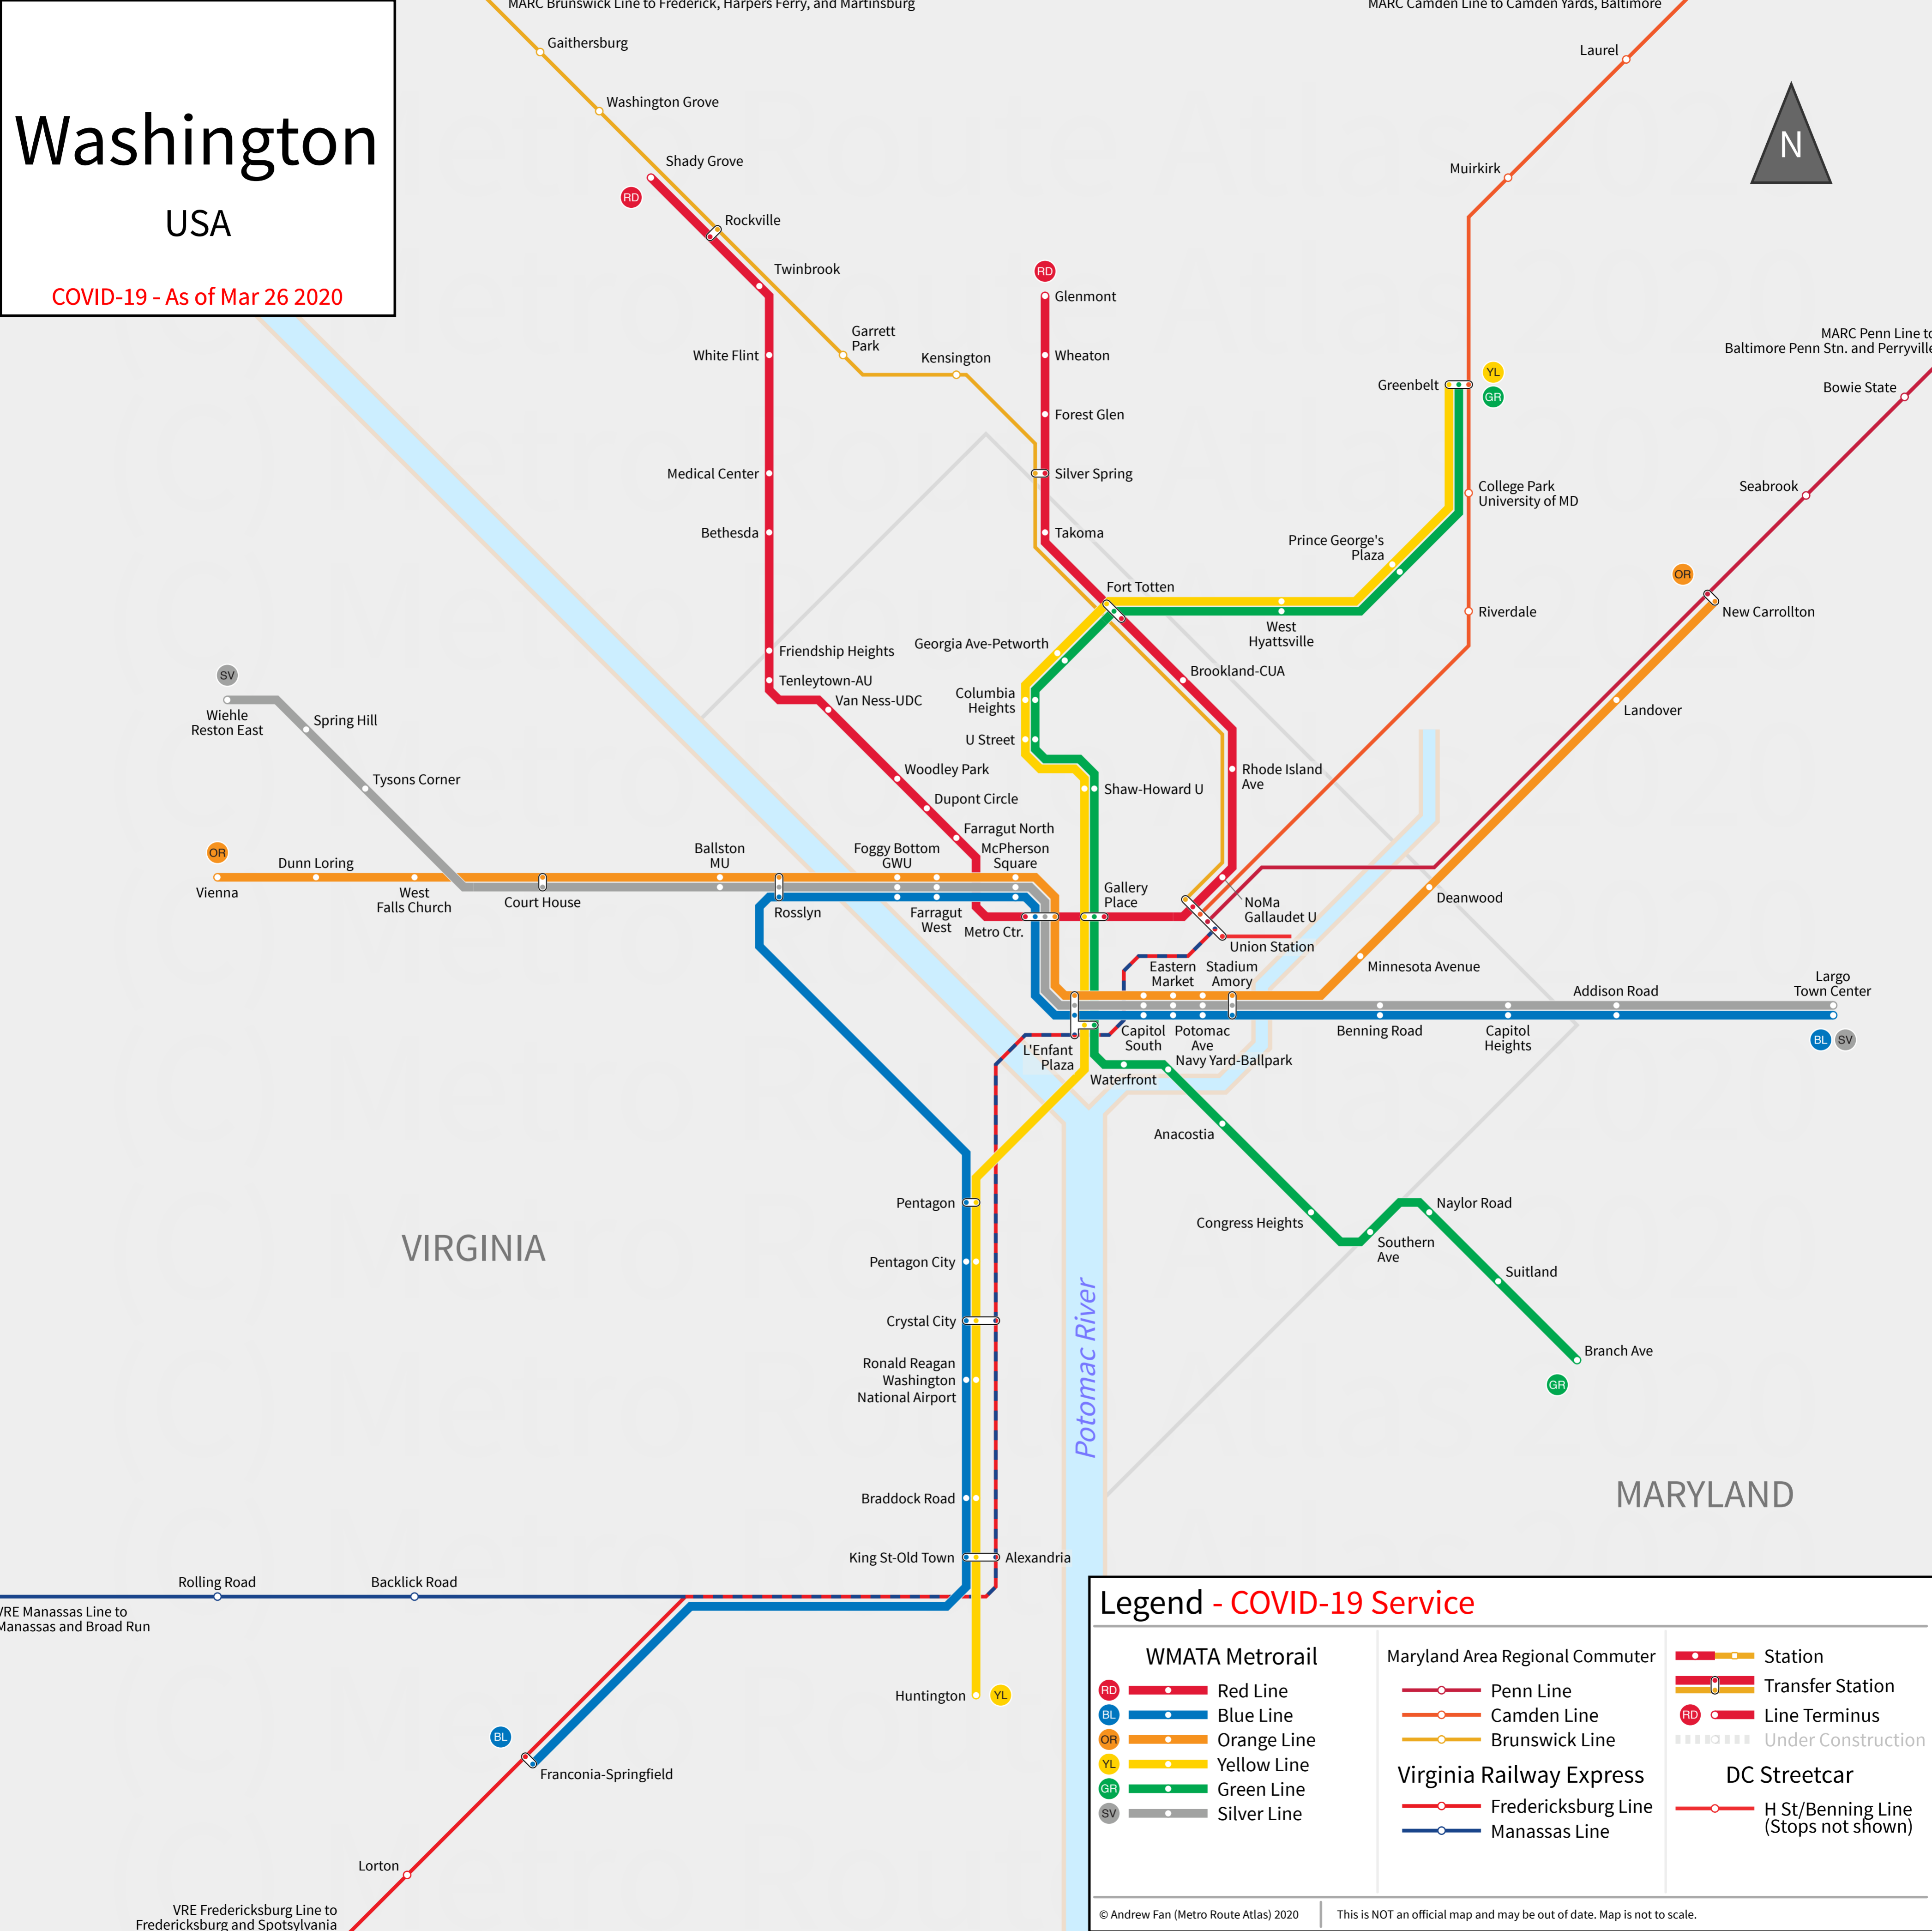 MARC Brunswick Line to Frederick, Harpers Ferry, and Martinsburg
MARC Camden Line to Camden Yards, Baltimore
Washington
USA
COVID-19 - As of Mar 26 2020
Gaithersburg
Washington Grove
Shady Grove
RD
Rockville
Twinbrook
Garrett
Park
Kensington
White Flint
Medical Center
Bethesda
Friendship Heights
Tenleytown-AU
Van Ness-UDC
Woodley Park
Dupont Circle
Farragut North
RD
Glenmont
Wheaton
Forest Glen
Silver Spring
Takoma
Fort Totten
Laurel
Muirkirk
N
MARC Penn Line to
Baltimore Penn Stn. and Perryville
Bowie State
Seabrook
Greenbelt
YL
GR
College Park
University of MD
Prince George's
Plaza
Riverdale
West
Hyattsville
OR
New Carrollton
Landover
Deanwood
Minnesota Avenue
Georgia Ave-Petworth
Columbia
Heights
U Street
Shaw-Howard U
Brookland-CUA
Rhode Island
Ave
NoMa
Gallaudet U
Union Station
Gallery
Place
SV
Wiehle
Reston East
Spring Hill
Tysons Corner
OR
Vienna
Dunn Loring
West
Falls Church
Court House
Ballston
MU
Rosslyn
Foggy Bottom
GWU
Farragut
West
McPherson
Square
Metro Ctr.
Eastern
Market
Stadium
Amory
Capitol
South
Potomac
Ave
L'Enfant
Plaza
Benning Road
Capitol
Heights
Addison Road
Largo
Town Center
BL
SV
Waterfront
Navy Yard-Ballpark
Anacostia
Congress Heights
Southern
Ave
Naylor Road
Suitland
Branch Ave
GR
VIRGINIA
Potomac River
MARYLAND
Pentagon
Pentagon City
Crystal City
Ronald Reagan
Washington
National Airport
Braddock Road
King St-Old Town
Alexandria
Huntington
YL
Rolling Road
Backlick Road
VRE Manassas Line to
Manassas and Broad Run
BL
Franconia-Springfield
Lorton
VRE Fredericksburg Line to
Fredericksburg and Spotsylvania
Legend - COVID-19 Service
WMATA Metrorail
RD Red Line
BL Blue Line
OR Orange Line
YL Yellow Line
GR Green Line
SV Silver Line
Maryland Area Regional Commuter
Penn Line
Camden Line
Brunswick Line
Virginia Railway Express
Fredericksburg Line
Manassas Line
Station
Transfer Station
RD Line Terminus
Under Construction
DC Streetcar
H St/Benning Line
(Stops not shown)
© Andrew Fan (Metro Route Atlas) 2020
This is NOT an official map and may be out of date. Map is not to scale.